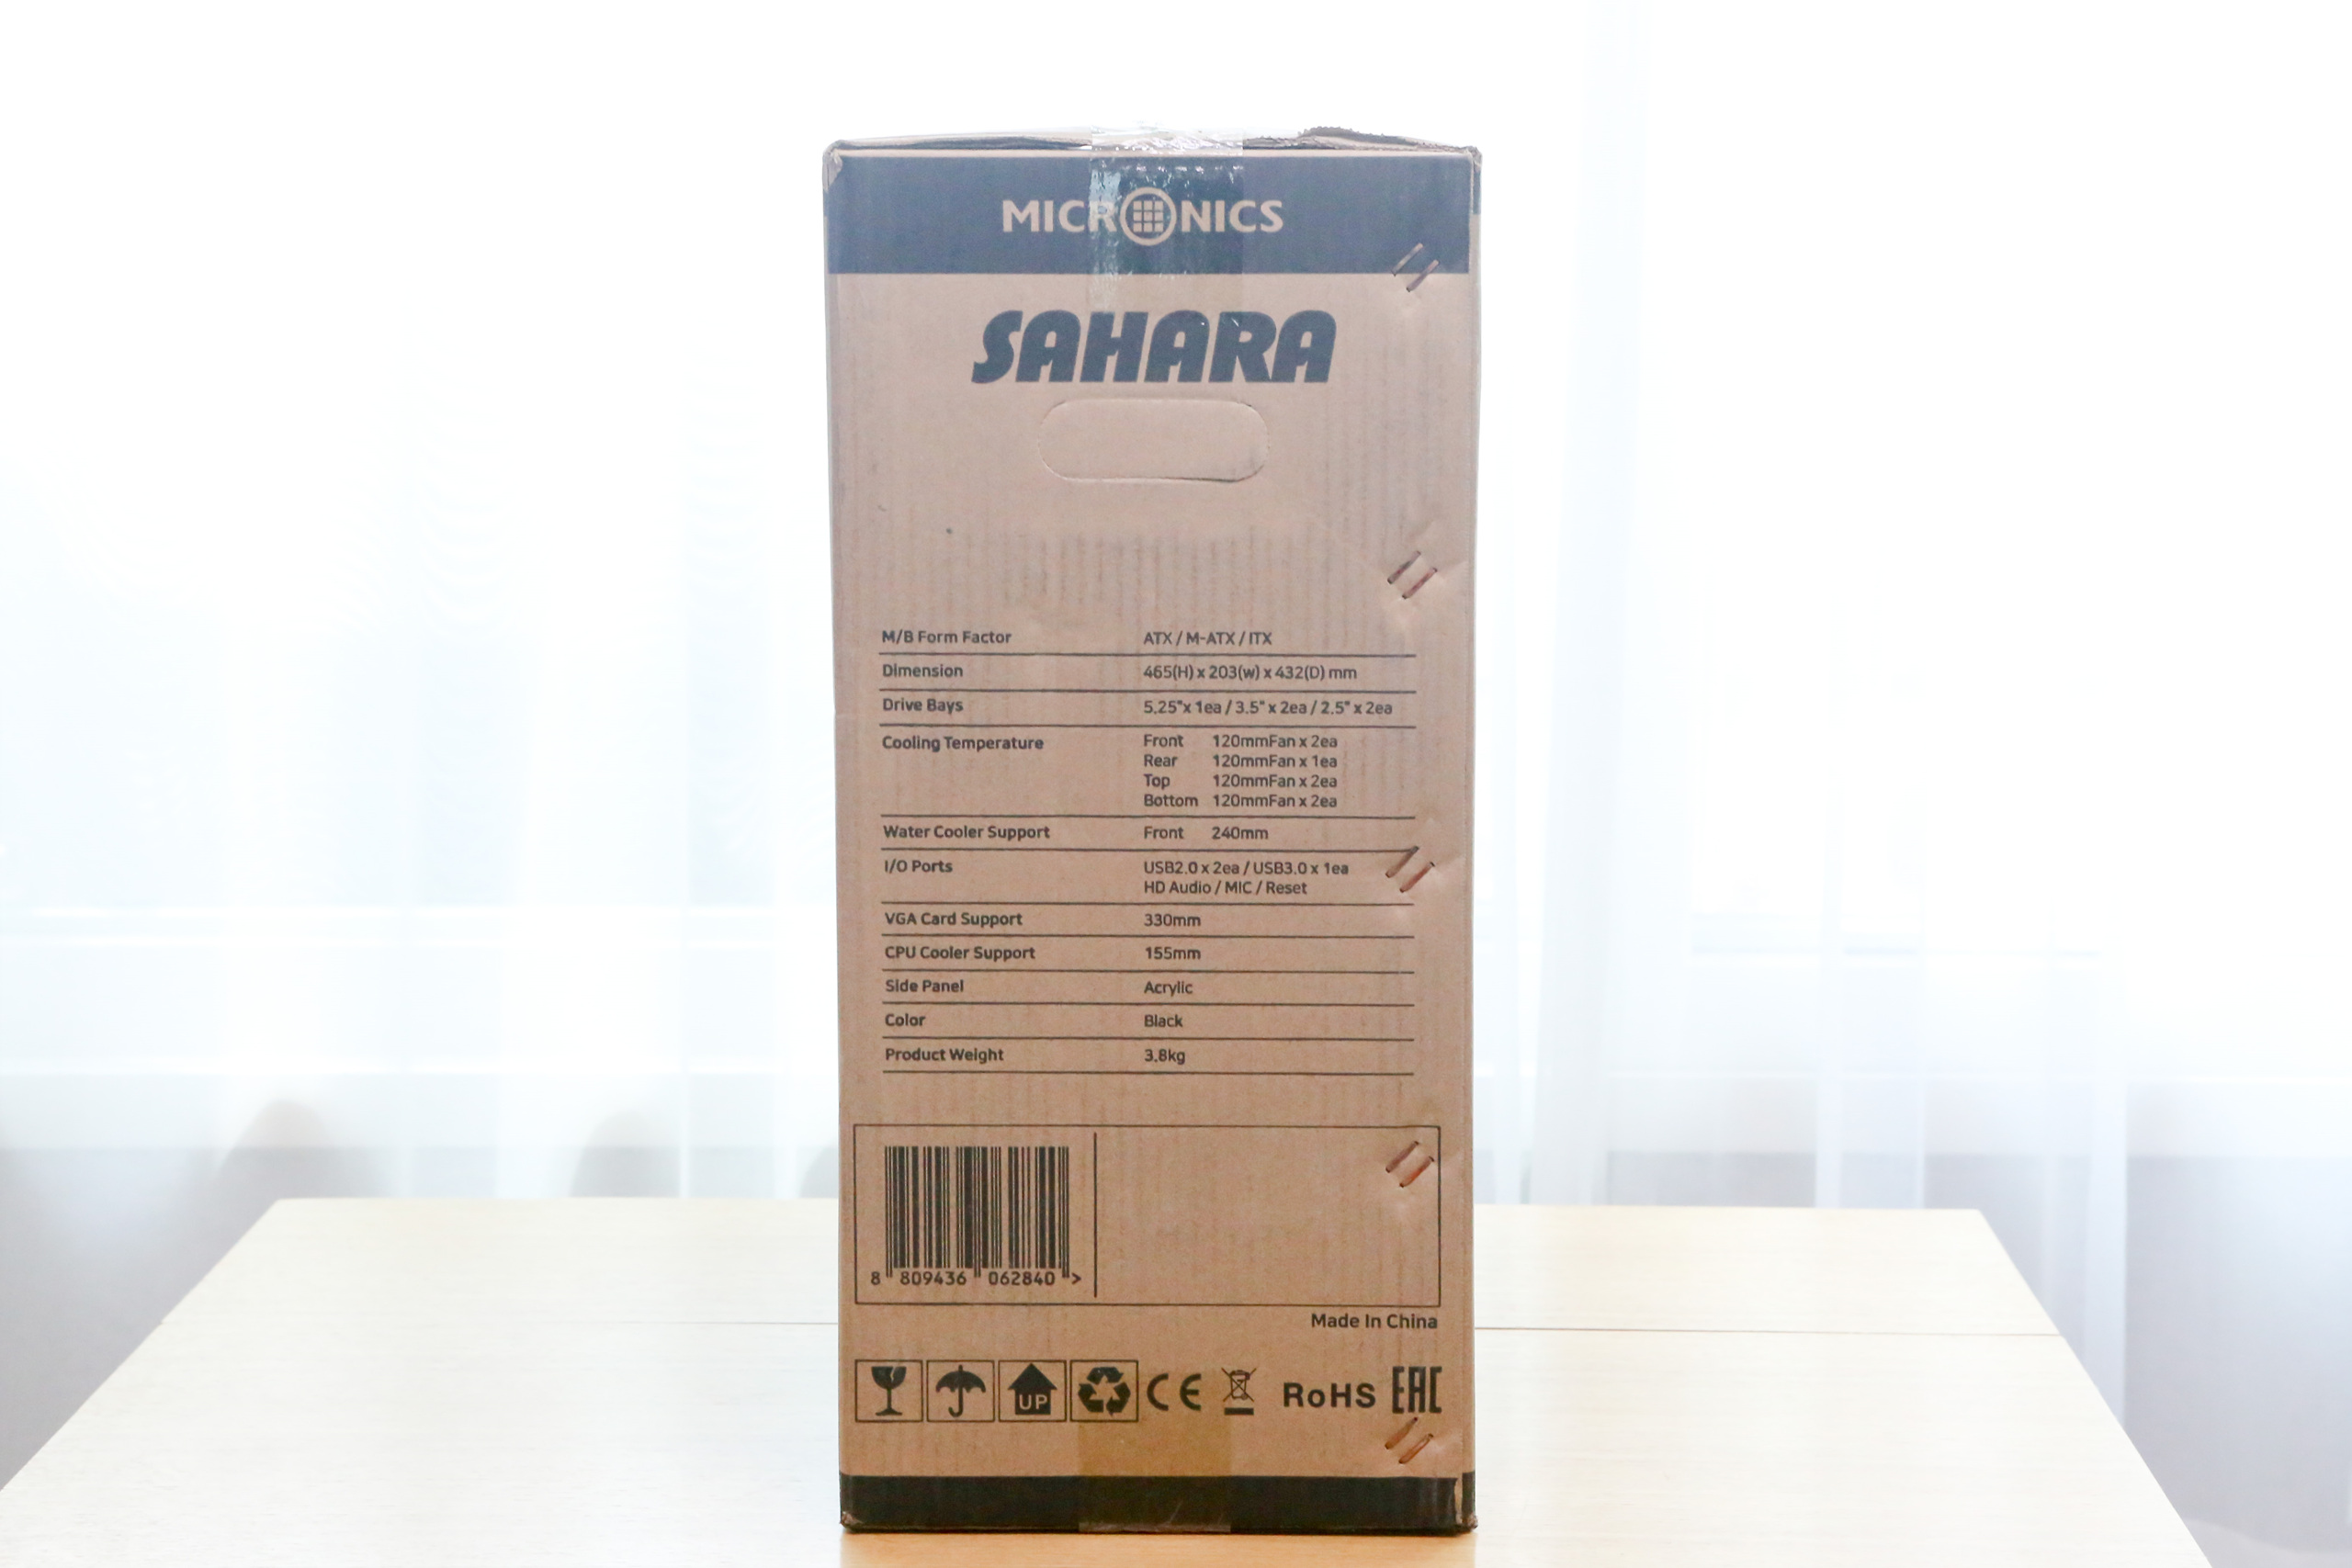 MICRONICS
SAHARA
M/B Form Factor ATX / M-ATX / ITX
Dimension 465(H) x 203(w) x 432(D) mm
Drive Bays 5.25"x 1ea / 3.5" x 2ea / 2.5" x 2ea
Cooling Temperature Front 120mmFan x 2ea
Rear 120mmFan x 1ea
Top 120mmFan x 2ea
Bottom 120mmFan x 2ea
Water Cooler Support Front 240mm
I/O Ports USB2.0 x 2ea / USB3.0 x 1ea
HD Audio / MIC / Reset
VGA Card Support 330mm
CPU Cooler Support 155mm
Side Panel Acrylic
Color Black
Product Weight 3.8kg
8 809436 062840 >
Made In China
UP CE RoHS EAC